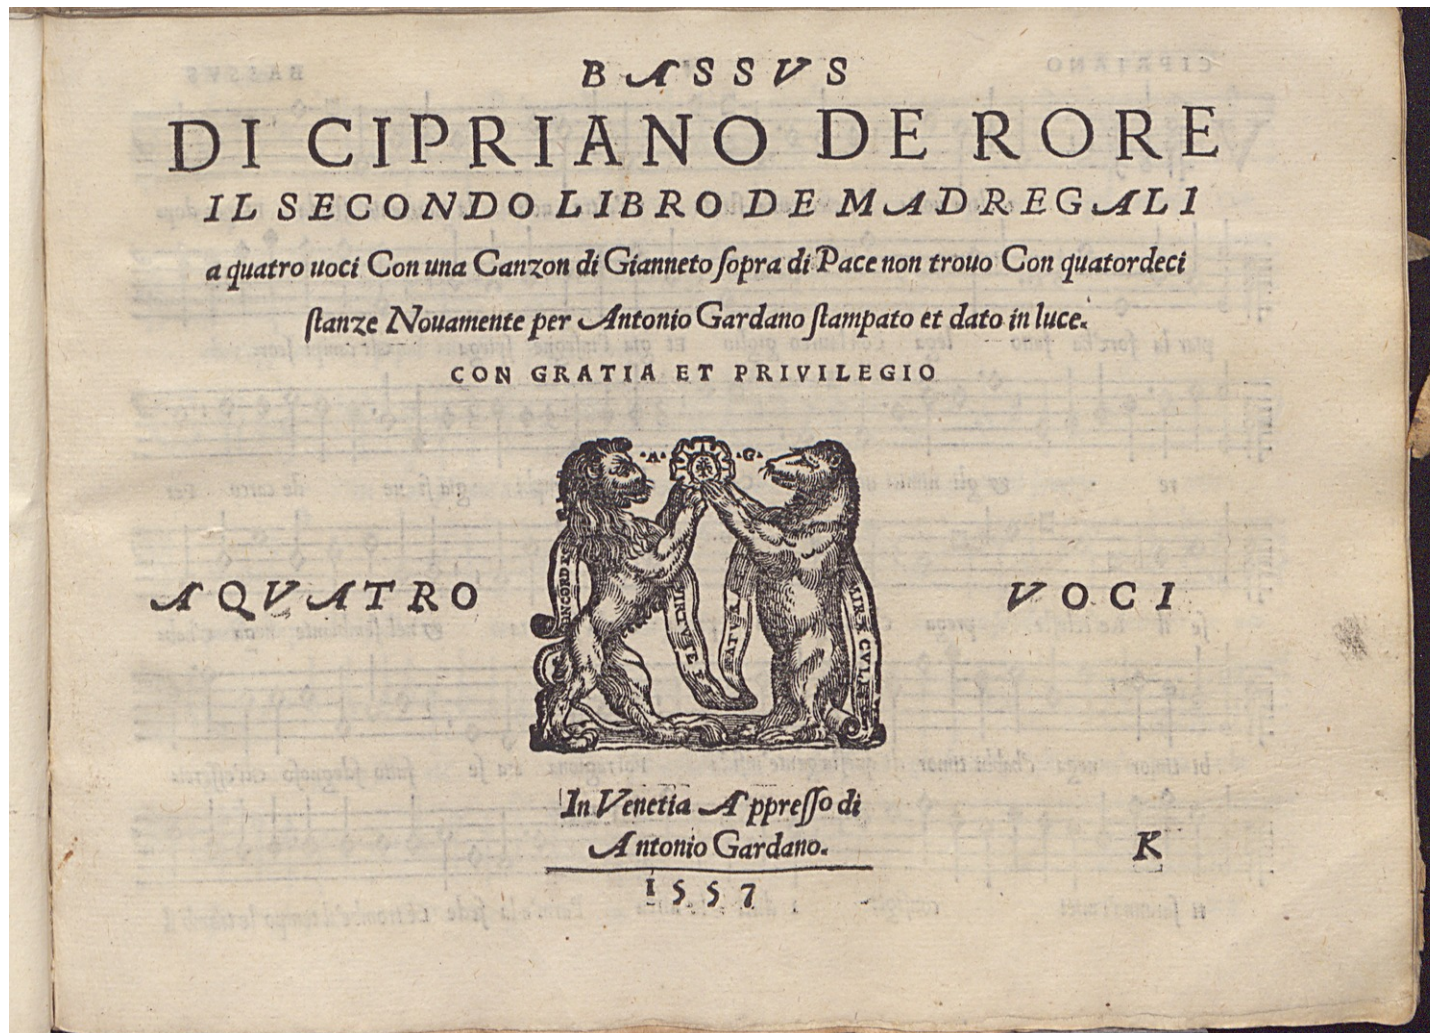 BASSVS
DI CIPRIANO DE RORE
IL SECONDO LIBRO DE MADREGALI
a quatro uoci Con una Canzon di Gianneto ſopra di Pace non trouo Con quatordeci
ſtanze Nouamente per Antonio Gardano ſtampato et dato in luce.
CON GRATIA ET PRIVILEGIO
·A· ·G·
A QVATRO VOCI
In Venetia Appreſſo di
Antonio Gardano.
K
1557